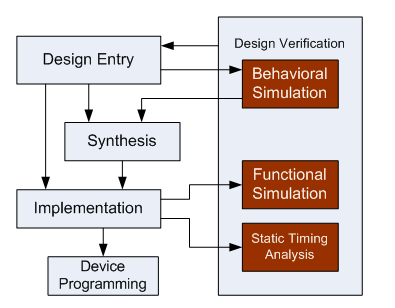 Design Verification
Design Entry
Behavioral
Simulation
Synthesis
Functional
Simulation
Implementation
Static Timing
Analysis
Device
Programming